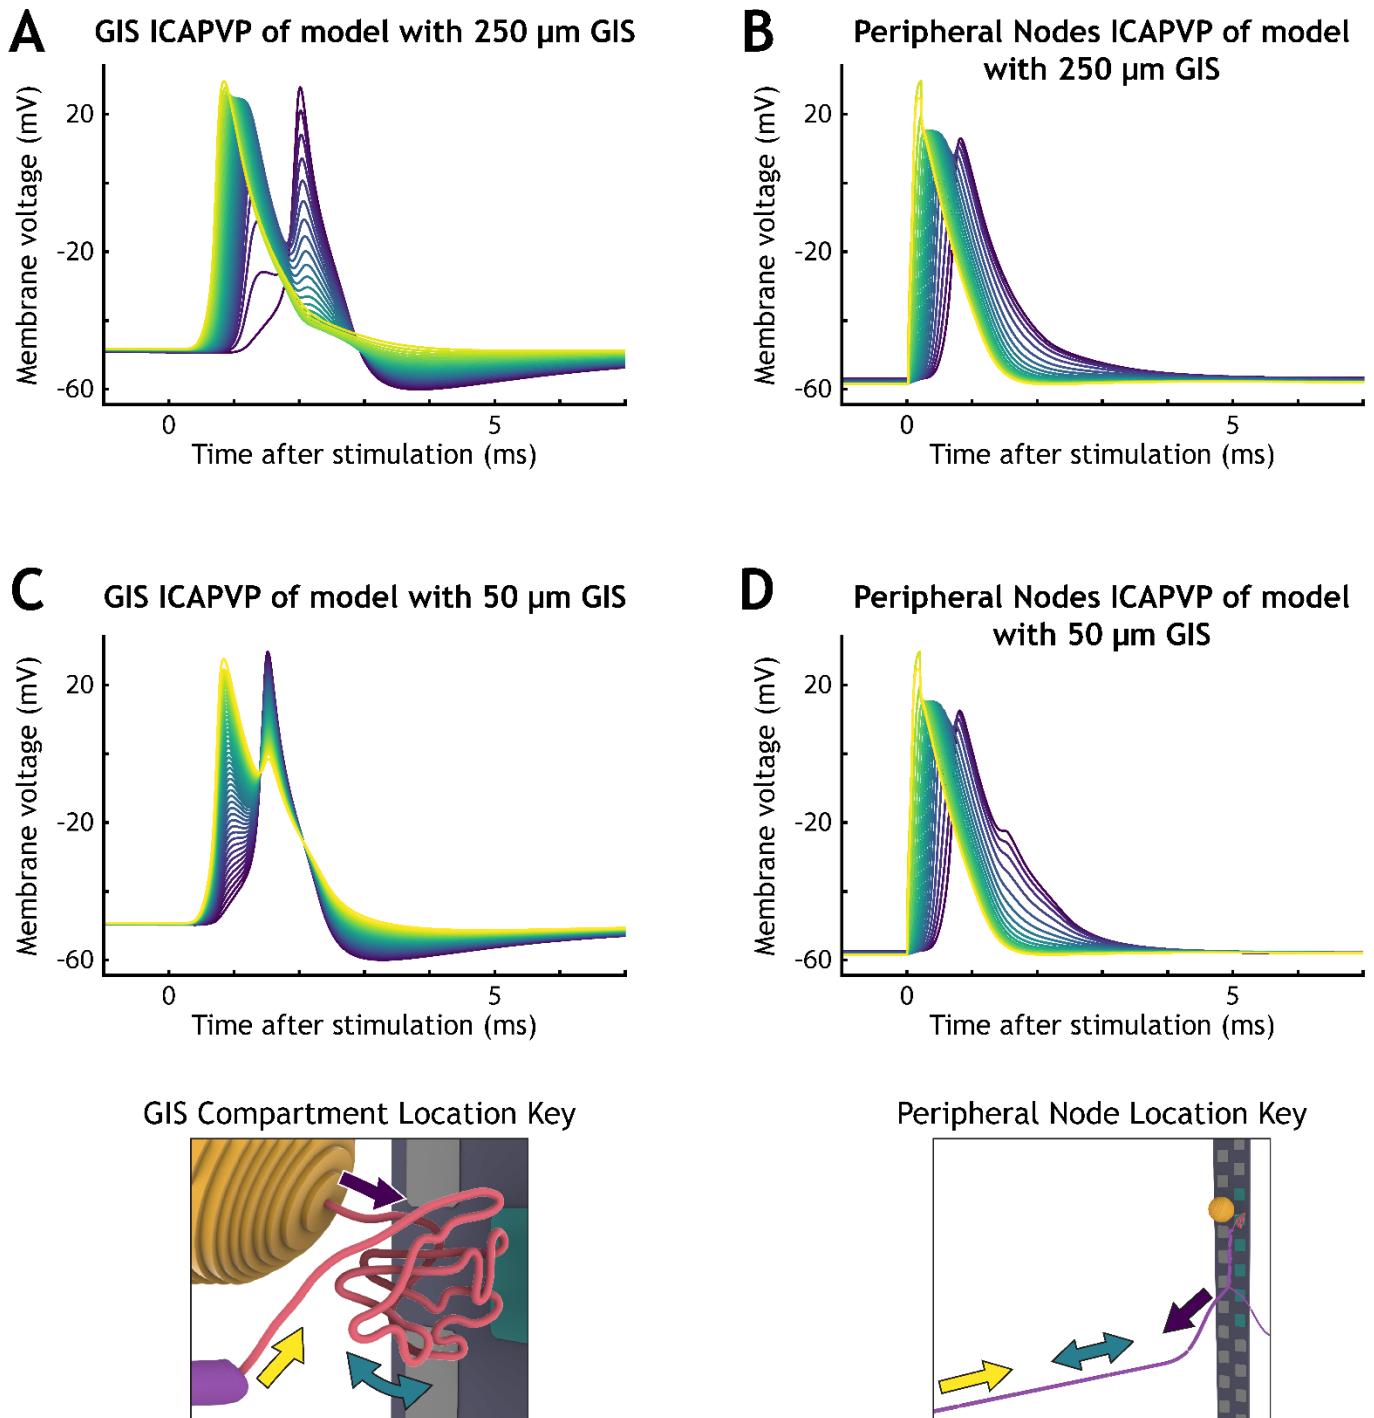 A
GIS ICAPVP of model with 250 µm GIS
Membrane voltage (mV)
20
-20
-60
0
5
Time after stimulation (ms)
B
Peripheral Nodes ICAPVP of model
with 250 µm GIS
Membrane voltage (mV)
20
-20
-60
0
5
Time after stimulation (ms)
C
GIS ICAPVP of model with 50 µm GIS
Membrane voltage (mV)
20
-20
-60
0
5
Time after stimulation (ms)
D
Peripheral Nodes ICAPVP of model
with 50 µm GIS
Membrane voltage (mV)
20
-20
-60
0
5
Time after stimulation (ms)
GIS Compartment Location Key
Peripheral Node Location Key